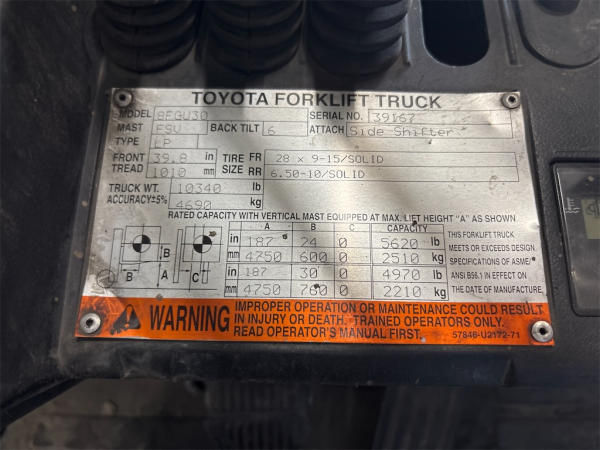 TOYOTA FORKLIFT TRUCK
MODEL 8FGU30 SERIAL NO. 39167
MAST FSV BACK TILT 6 ATTACH Side Shifter
TYPE LP
FRONT 39.8 in TIRE FR 28 x 9-15/SOLID
TREAD 1010 mm SIZE RR 6.50-10/SOLID
TRUCK WT. 10340 lb
ACCURACY±5% 4690 kg
RATED CAPACITY WITH VERTICAL MAST EQUIPPED AT MAX. LIFT HEIGHT "A" AS SHOWN
A B C CAPACITY
in 187 24 0 5620 lb
mm 4750 600 0 2510 kg
in 187 30 0 4970 lb
mm 4750 760 0 2210 kg
B B A C
THIS FORKLIFT TRUCK
MEETS OR EXCEEDS DESIGN
SPECIFICATIONS OF ASME/
ANSI B56.1 IN EFFECT ON
THE DATE OF MANUFACTURE.
WARNING
IMPROPER OPERATION OR MAINTENANCE COULD RESULT
IN INJURY OR DEATH. TRAINED OPERATORS ONLY.
READ OPERATOR'S MANUAL FIRST.
57846-U2172-71